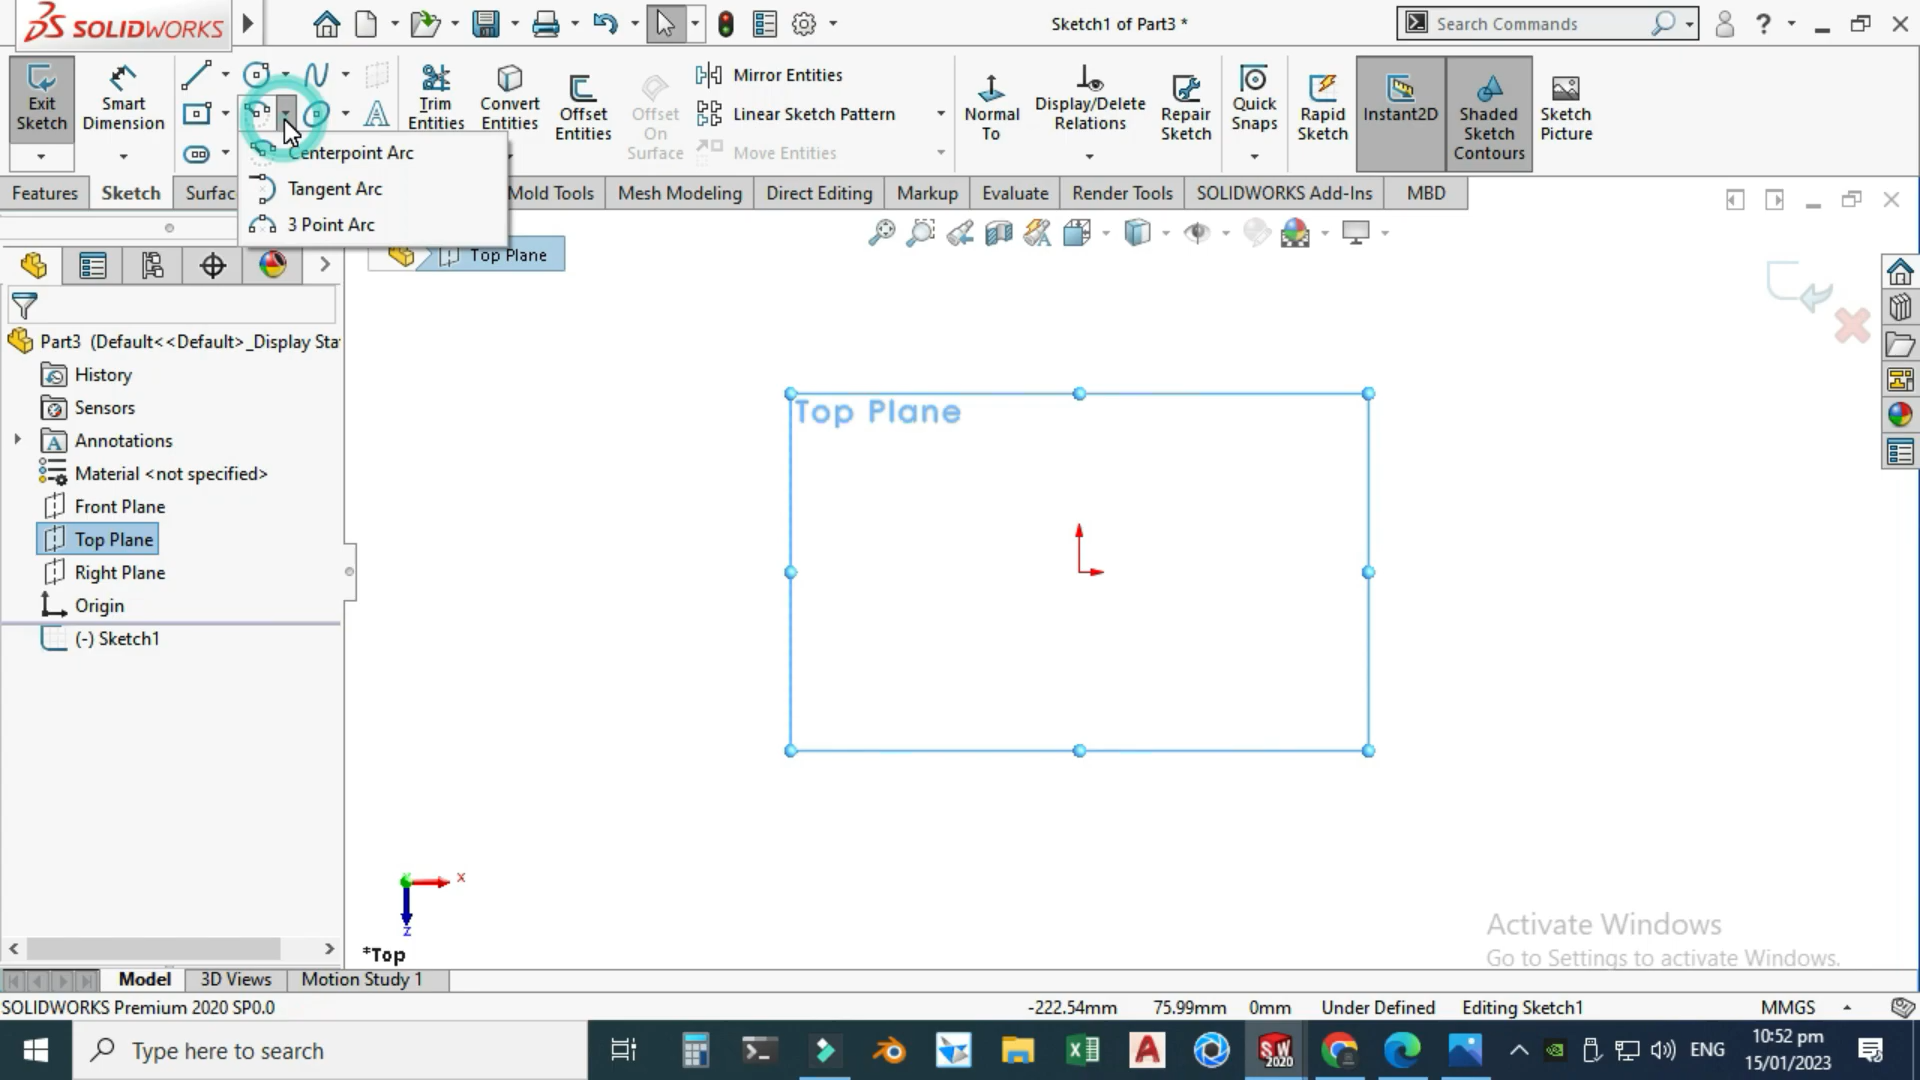 SOLIDWORKS
Sketch1 of Part3 *
Search Commands
Exit Sketch
Smart Dimension
Trim Entities
Convert Entities
Offset Entities
Offset On Surface
Mirror Entities
Linear Sketch Pattern
Move Entities
Normal To
Display/Delete Relations
Repair Sketch
Quick Snaps
Rapid Sketch
Instant2D
Shaded Sketch Contours
Sketch Picture
Centerpoint Arc
Tangent Arc
3 Point Arc
Features
Sketch
Surfac
Mold Tools
Mesh Modeling
Direct Editing
Markup
Evaluate
Render Tools
SOLIDWORKS Add-Ins
MBD
Top Plane
Part3 (Default<<Default>_Display Sta
History
Sensors
Annotations
Material <not specified>
Front Plane
Top Plane
Right Plane
Origin
(-) Sketch1
Top Plane
x
z
*Top
Activate Windows
Go to Settings to activate Windows.
Model
3D Views
Motion Study 1
SOLIDWORKS Premium 2020 SP0.0
-222.54mm
75.99mm
0mm
Under Defined
Editing Sketch1
MMGS
Type here to search
SW
2020
ENG
10:52 pm
15/01/2023